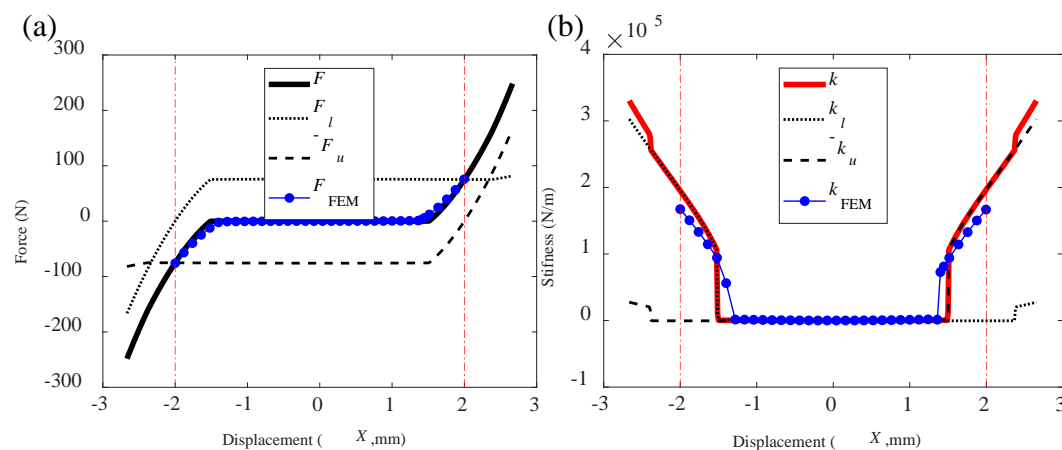 (a)
300
200
100
0
-100
-200
-300
Force (N)
F
F l
- F u
F FEM
-3 -2 -1 0 1 2 3
Displacement ( X ,mm)
(b)
× 10 5
4
3
2
1
0
-1
Stifness (N/m)
k
k l
- k u
k FEM
-3 -2 -1 0 1 2 3
Displacement ( X ,mm)